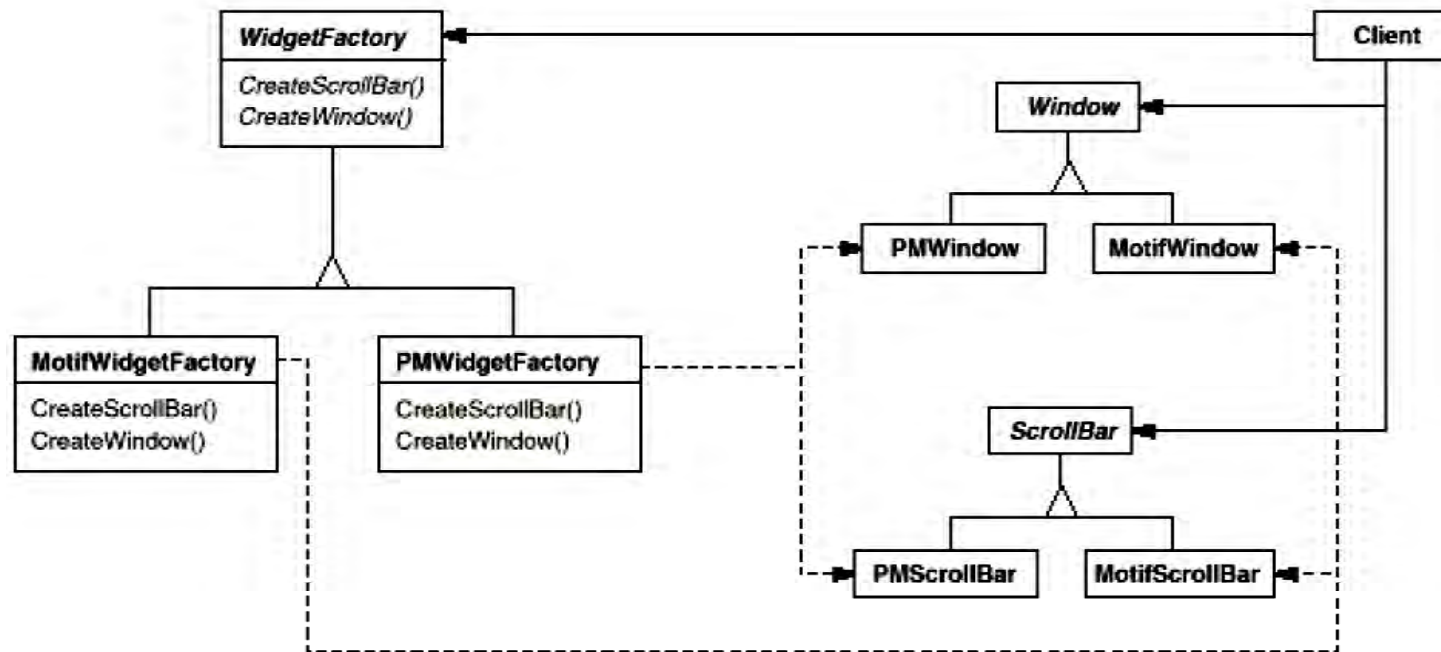 WidgetFactory
CreateScrollBar()
CreateWindow()
Client
Window
PMWindow
MotifWindow
MotifWidgetFactory
CreateScrollBar()
CreateWindow()
PMWidgetFactory
CreateScrollBar()
CreateWindow()
ScrollBar
PMScrollBar
MotifScrollBar